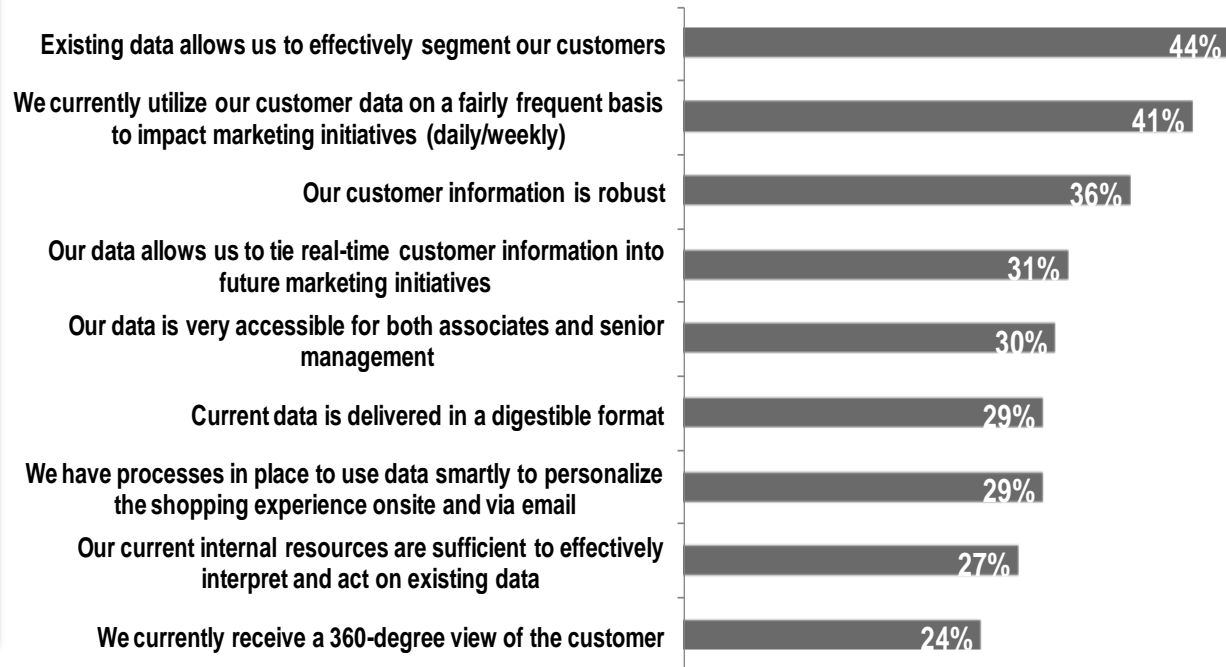 Existing data allows us to effectively segment our customers
44%
We currently utilize our customer data on a fairly frequent basis
to impact marketing initiatives (daily/weekly)
41%
Our customer information is robust
36%
Our data allows us to tie real-time customer information into
future marketing initiatives
31%
Our data is very accessible for both associates and senior
management
30%
Current data is delivered in a digestible format
29%
We have processes in place to use data smartly to personalize
the shopping experience onsite and via email
29%
Our current internal resources are sufficient to effectively
interpret and act on existing data
27%
We currently receive a 360-degree view of the customer
24%